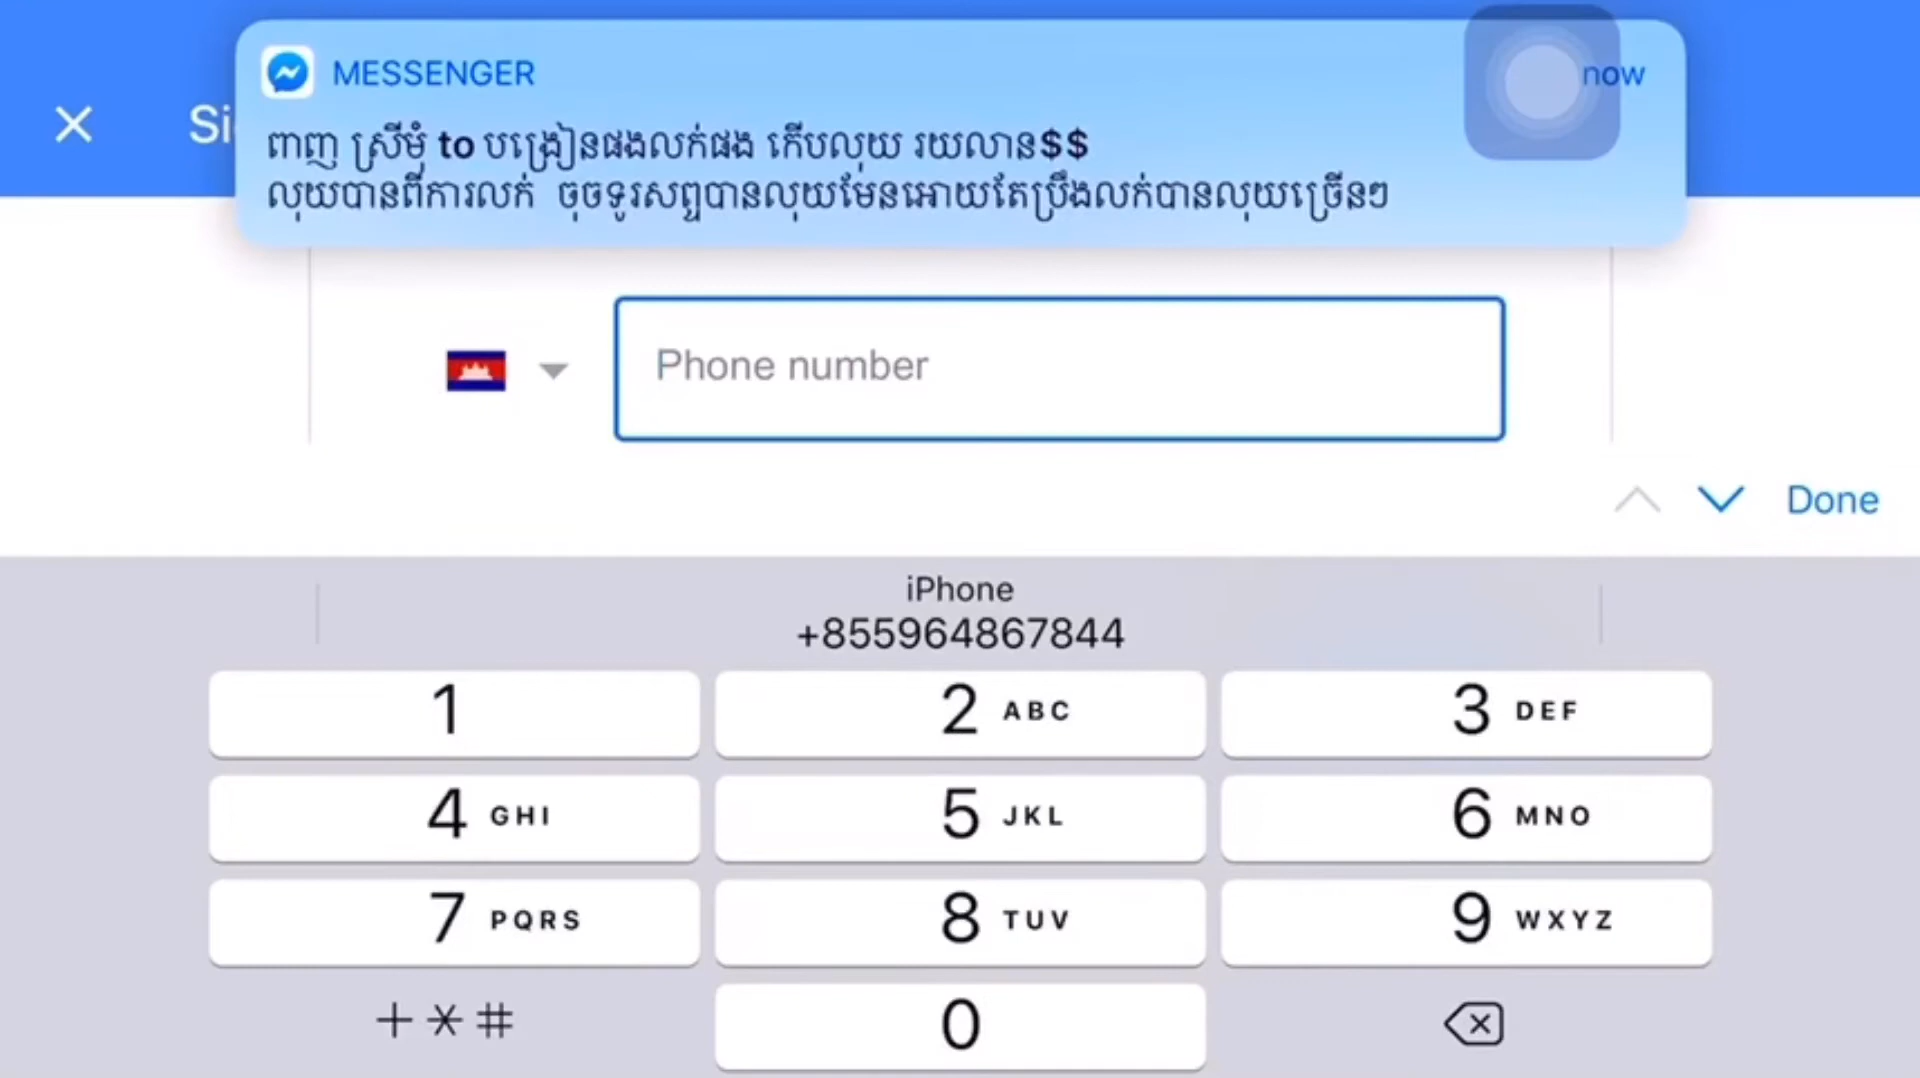 MESSENGER
now
Si
ពាញ ស្រីមុំ to បង្រៀនផងលក់ផង កើបលុយ រយលាន$$
លុយបានពីការលក់ ចុចទូរសព្ឋបានលុយមែនអោយតែប្រឹងលក់បានលុយច្រើនៗ
Phone number
Done
iPhone
+855964867844
1
2 ABC
3 DEF
4 GHI
5 JKL
6 MNO
7 PQRS
8 TUV
9 WXYZ
+*#
0